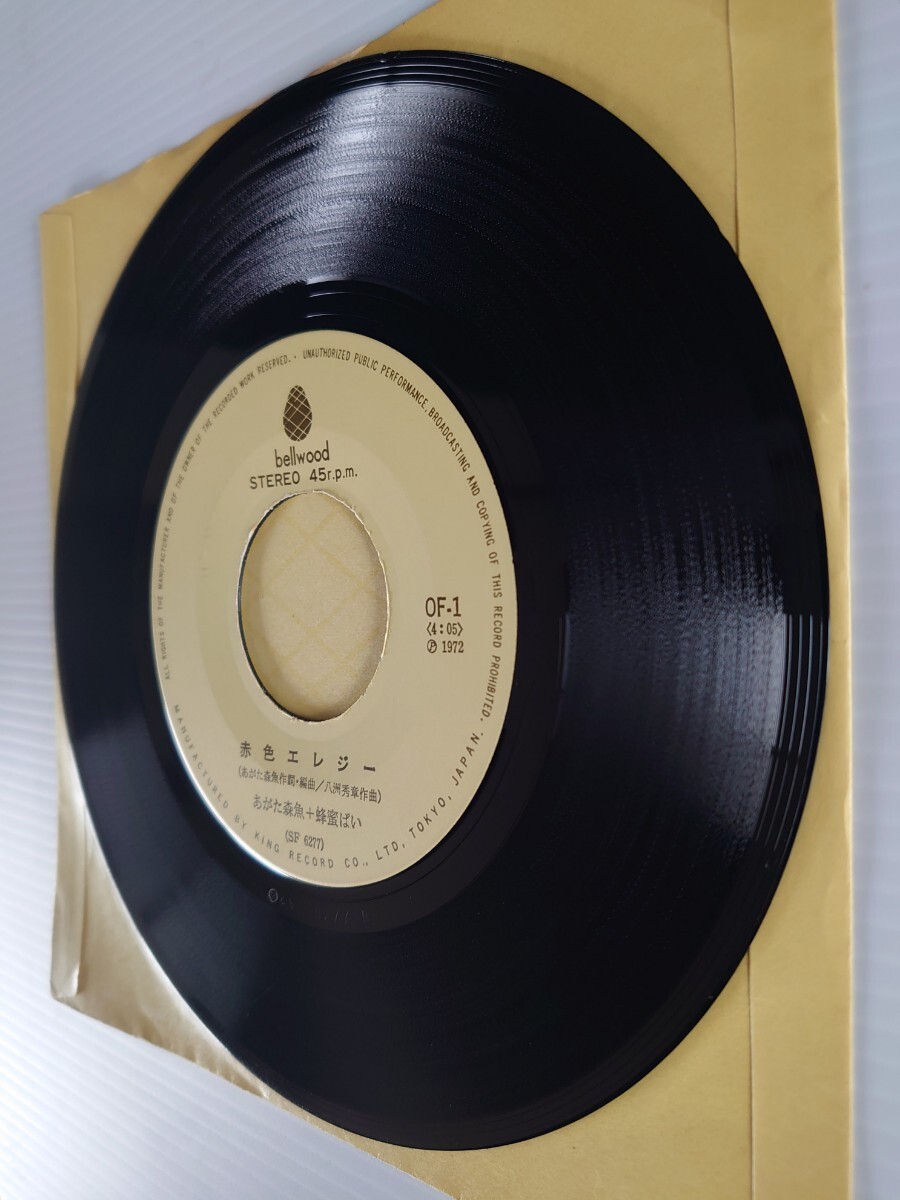 ALL RIGHTS OF THE MANUFACTURER AND OF THE OWNER OF THE RECORDED WORK RESERVED. · UNAUTHORIZED PUBLIC PERFORMANCE, BROADCASTING AND COPYING OF THIS RECORD PROHIBITED.
bellwood
STEREO 45r.p.m.
OF-1
〈4:05〉
Ⓟ 1972
赤色エレジー
(あがた森魚作詞・編曲/八洲秀章作曲)
あがた森魚+蜂蜜ぱい
(SF 6277)
MANUFACTURED BY KING RECORD CO., LTD, TOKYO, JAPAN.